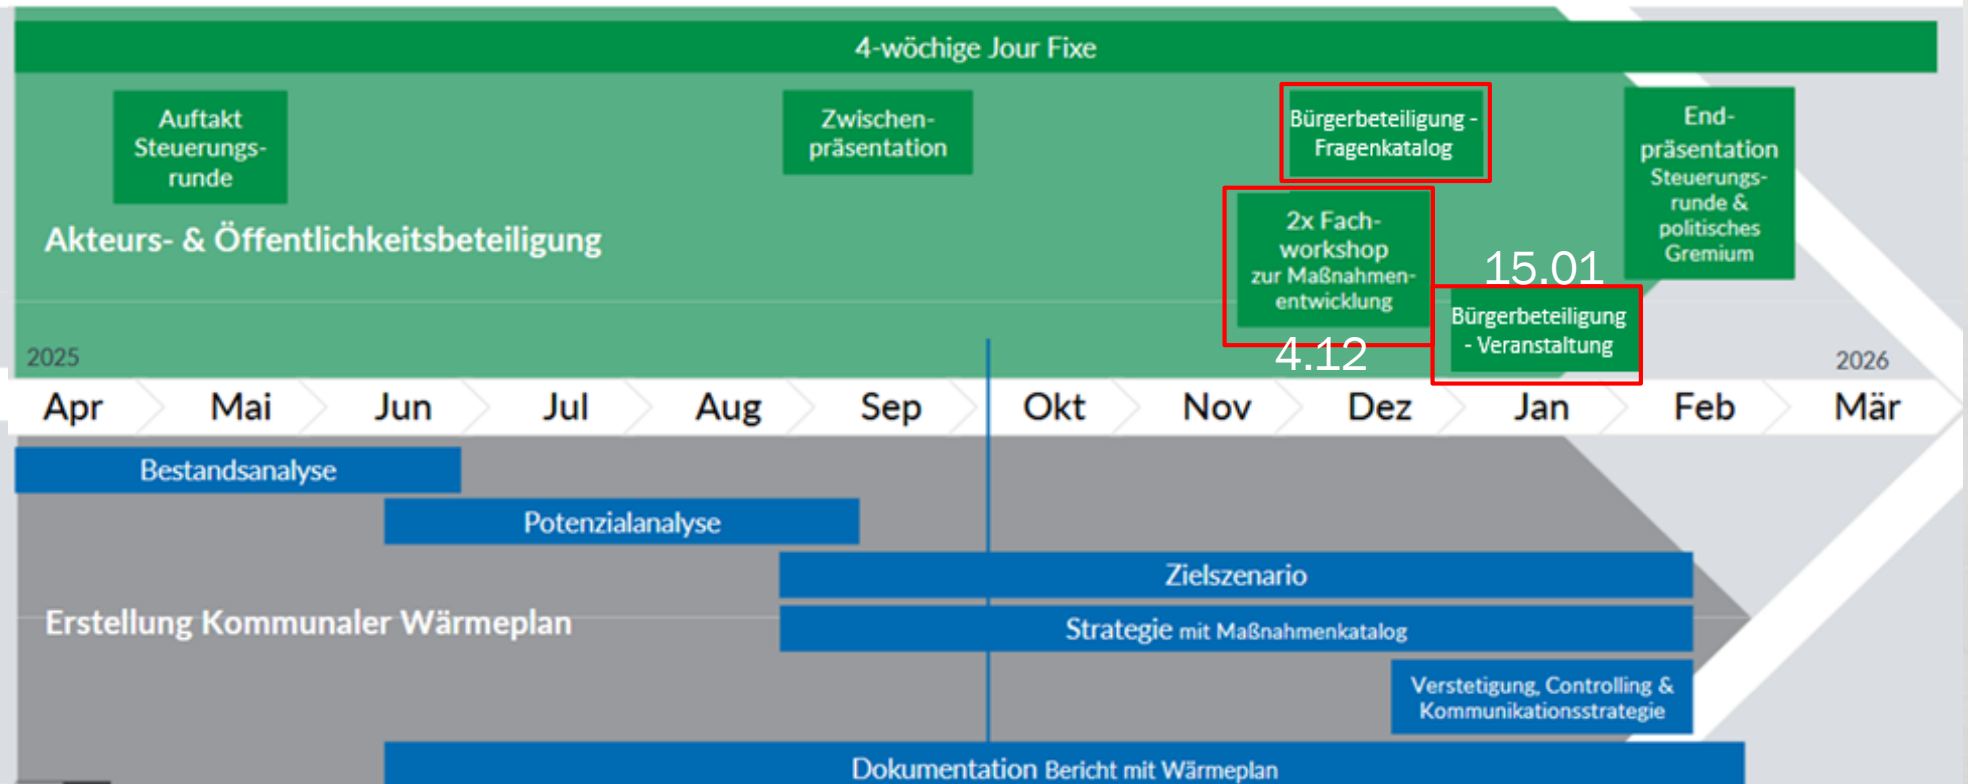 4-wöchige Jour Fixe
Auftakt
Steuerungs-
runde
Zwischen-
präsentation
Bürgerbeteiligung -
Fragenkatalog
End-
präsentation
Steuerungs-
runde &
politisches
Gremium
2x Fach-
workshop
zur Maßnahmen-
entwicklung
4.12
15.01
Bürgerbeteiligung
- Veranstaltung
Akteurs- & Öffentlichkeitsbeteiligung
2025
2026
Apr Mai Jun Jul Aug Sep Okt Nov Dez Jan Feb Mär
Bestandsanalyse
Potenzialanalyse
Zielszenario
Erstellung Kommunaler Wärmeplan
Strategie mit Maßnahmenkatalog
Verstetigung, Controlling &
Kommunikationsstrategie
Dokumentation Bericht mit Wärmeplan